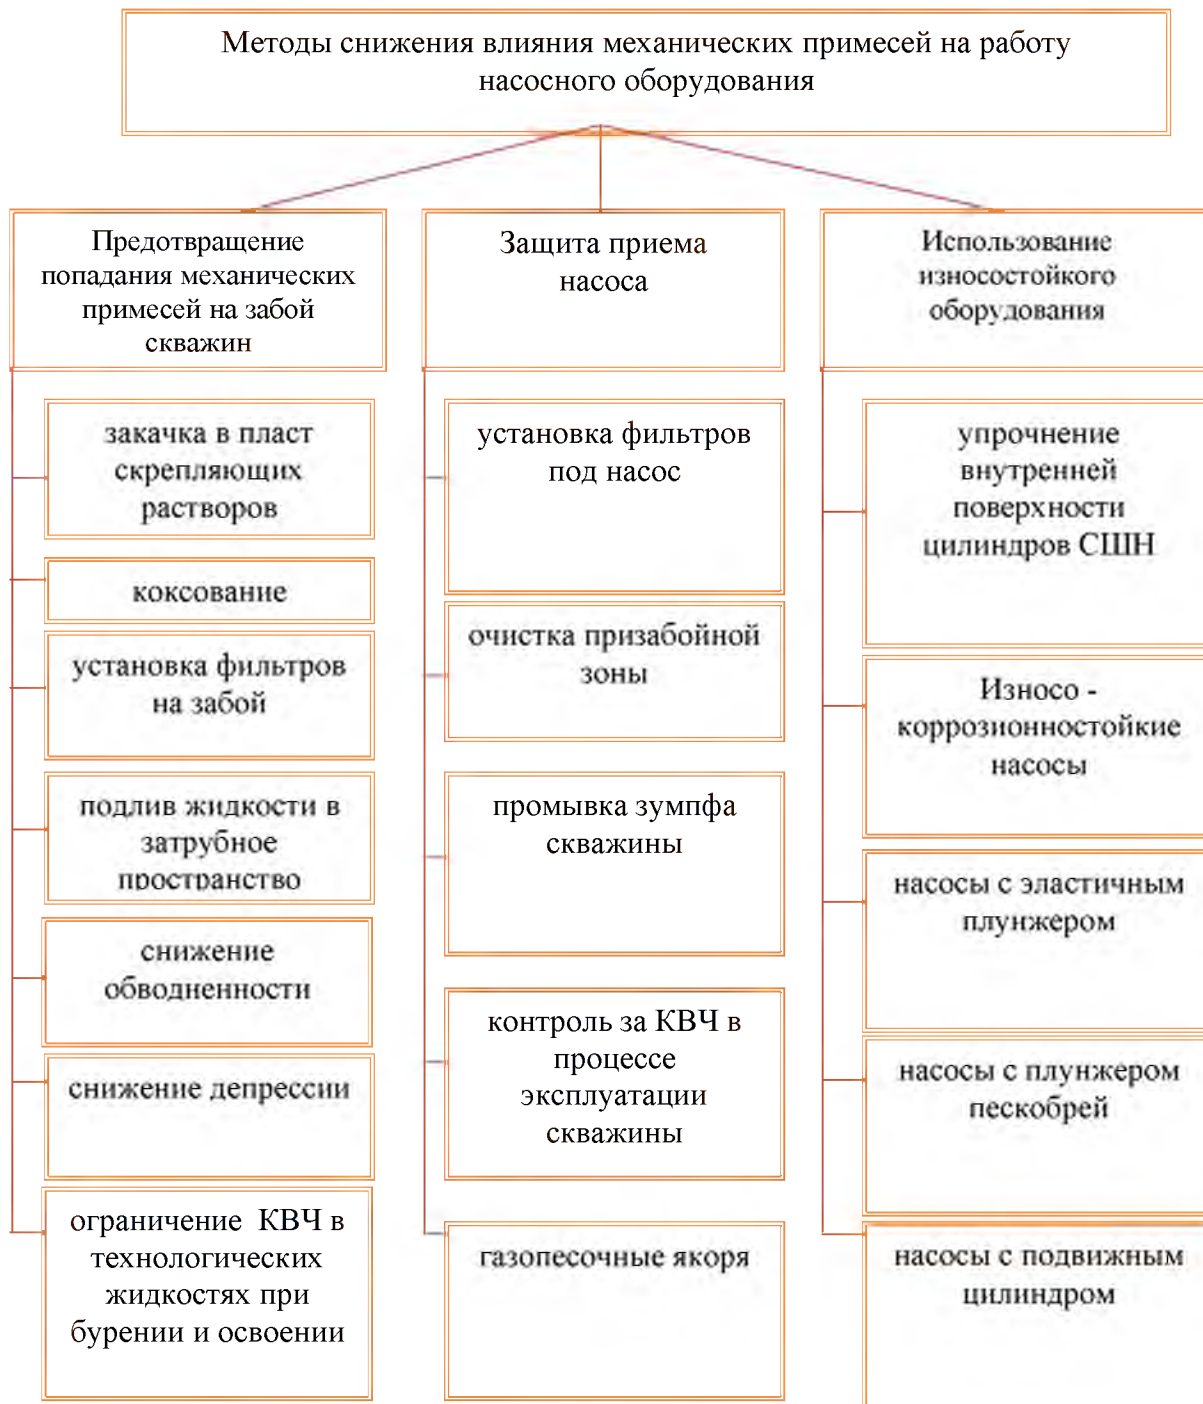 Методы снижения влияния механических примесей на работу
насосного оборудования
Предотвращение
попадания механических
примесей на забой
скважин
закачка в пласт
скрепляющих
растворов
коксование
установка фильтров
на забой
подлив жидкости в
затрубное
пространство
снижение
обводненности
снижение депрессии
ограничение КВЧ в
технологических
жидкостях при
бурении и освоении
Защита приема
насоса
установка фильтров
под насос
очистка призабойной
зоны
промывка зумпфа
скважины
контроль за КВЧ в
процессе
эксплуатации
скважины
газопесочные якоря
Использование
износостойкого
оборудования
упрочнение
внутренней
поверхности
цилиндров СШН
Износо -
коррозионностойкие
насосы
насосы с эластичным
плунжером
насосы с плунжером
пескобрей
насосы с подвижным
цилиндром